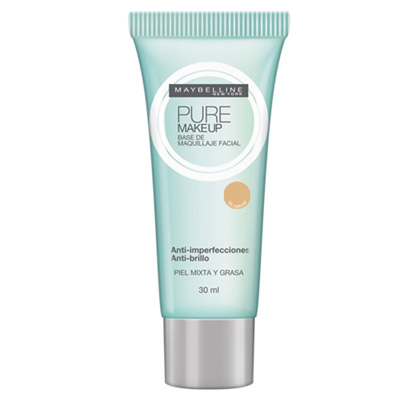 MAYBELLINE
NEW YORK
PURE
MAKEUP
BASE DE
MAQUILLAJE FACIAL
Anti-imperfecciones
Anti-brillo
PIEL MIXTA Y GRASA
30 ml